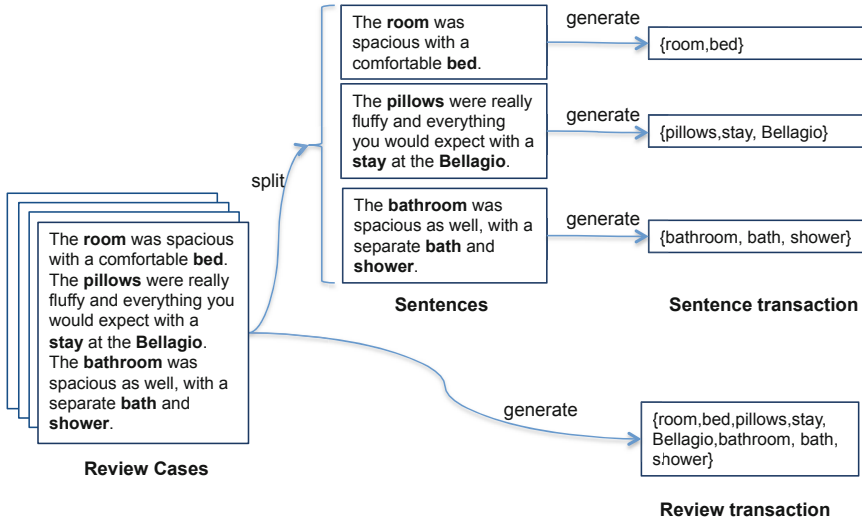 The room was
spacious with a
comfortable bed.
generate
{room,bed}
The pillows were really
fluffy and everything
you would expect with a
stay at the Bellagio.
generate
{pillows,stay, Bellagio}
split
The bathroom was
spacious as well, with a
separate bath and
shower.
generate
{bathroom, bath, shower}
Sentences
Sentence transaction
The room was spacious
with a comfortable bed.
The pillows were really
fluffy and everything you
would expect with a
stay at the Bellagio.
The bathroom was
spacious as well, with a
separate bath and
shower.
Review Cases
generate
{room,bed,pillows,stay,
Bellagio,bathroom, bath,
shower}
Review transaction